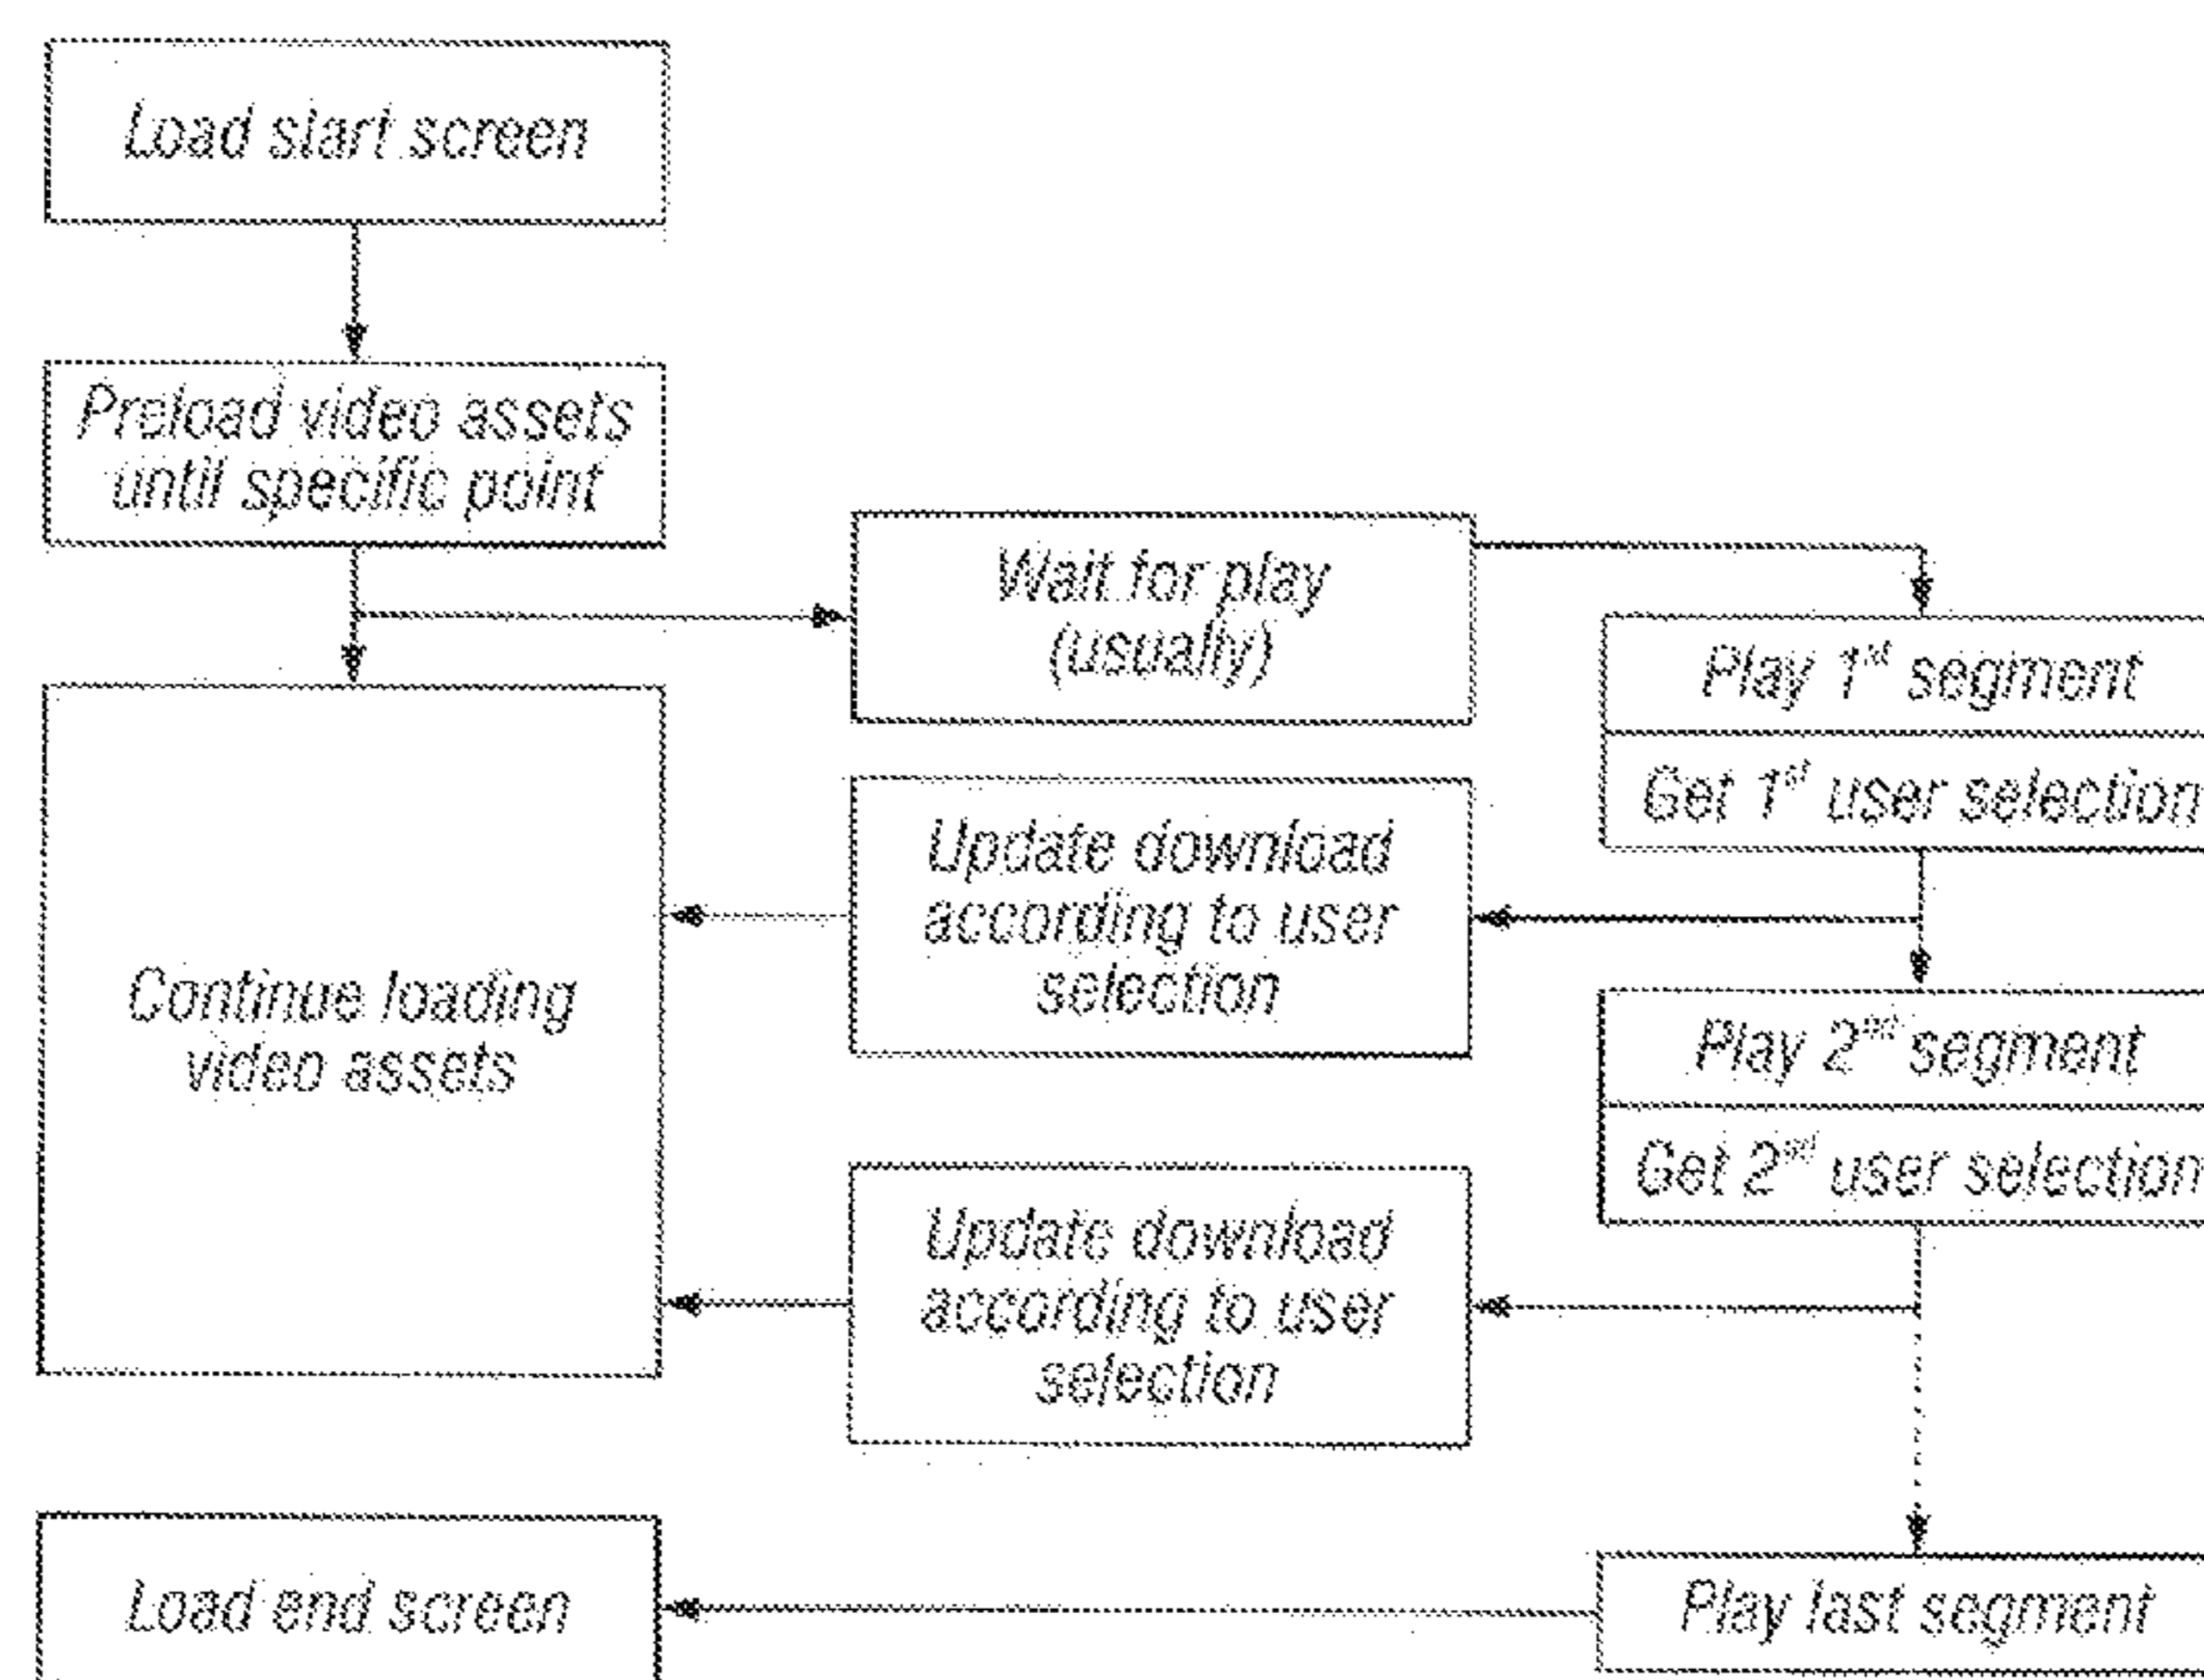 Load start screen
Preload video assets
until specific point
Wait for play
(usually)
Play 1st segment
Get 1st user selection
Update download
according to user
selection
Continue loading
video assets
Play 2nd segment
Get 2nd user selection
Update download
according to user
selection
Load end screen
Play last segment